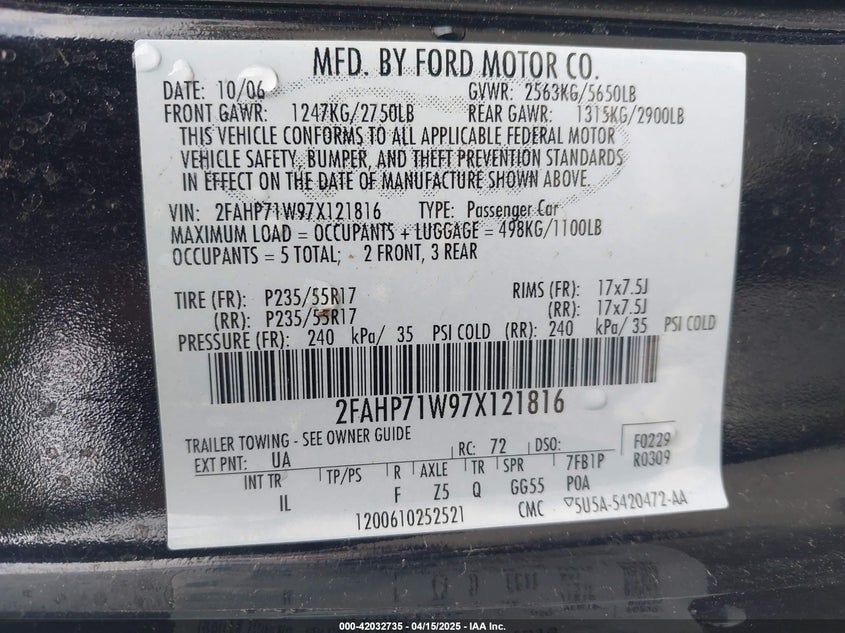 MFD. BY FORD MOTOR CO.
DATE: 10/06 GVWR: 2563KG/5650LB
FRONT GAWR: 1247KG/2750LB REAR GAWR: 1315KG/2900LB
THIS VEHICLE CONFORMS TO ALL APPLICABLE FEDERAL MOTOR
VEHICLE SAFETY, BUMPER, AND THEFT PREVENTION STANDARDS
IN EFFECT ON THE DATE OF MANUFACTURE SHOWN ABOVE.
VIN: 2FAHP71W97X121816 TYPE: Passenger Car
MAXIMUM LOAD = OCCUPANTS + LUGGAGE = 498KG/1100LB
OCCUPANTS = 5 TOTAL; 2 FRONT, 3 REAR
TIRE (FR): P235/55R17 RIMS (FR): 17x7.5J
(RR): P235/55R17 (RR): 17x7.5J
PRESSURE (FR): 240 kPa/ 35 PSI COLD (RR): 240 kPa/ 35 PSI COLD
2FAHP71W97X121816
TRAILER TOWING - SEE OWNER GUIDE
EXT PNT: UA RC: 72 DSO: F0229
INT TR TP/PS R AXLE TR SPR 7FB1P R0309
IL F Z5 Q GG55 POA
1200610252521 CMC ▽5U5A-5420472-AA
000-42032735 - 04/15/2025 - IAA Inc.